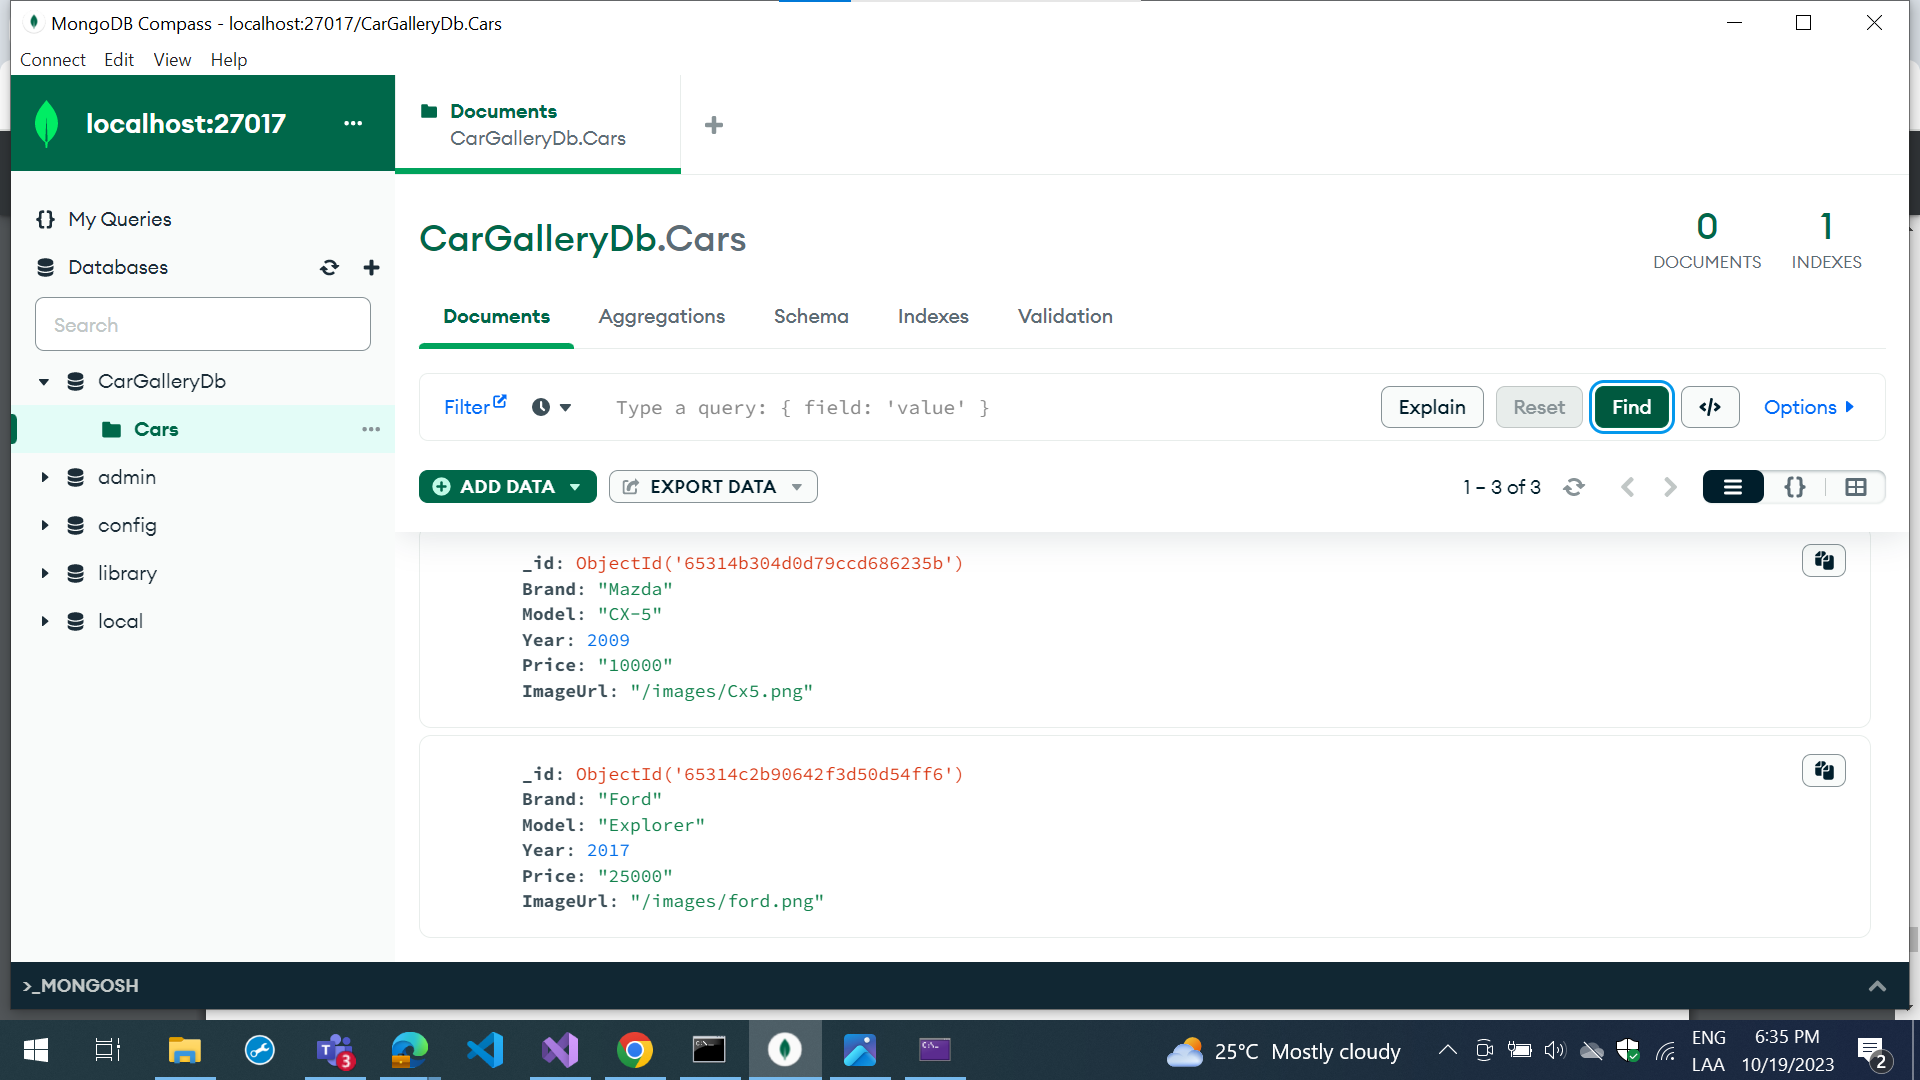 MongoDB Compass - localhost:27017/CarGalleryDb.Cars
Connect Edit View Help
localhost:27017 ...
Documents
CarGalleryDb.Cars
+
{} My Queries
Databases
Search
CarGalleryDb
Cars ...
admin
config
library
local
CarGalleryDb.Cars
0
DOCUMENTS
1
INDEXES
Documents Aggregations Schema Indexes Validation
Filter Type a query: { field: 'value' } Explain Reset Find </> Options
ADD DATA EXPORT DATA 1 – 3 of 3 {}
_id: ObjectId('65314b304d0d79ccd686235b')
Brand: "Mazda"
Model: "CX-5"
Year: 2009
Price: "10000"
ImageUrl: "/images/Cx5.png"
_id: ObjectId('65314c2b90642f3d50d54ff6')
Brand: "Ford"
Model: "Explorer"
Year: 2017
Price: "25000"
ImageUrl: "/images/ford.png"
>_MONGOSH
3
25°C Mostly cloudy
ENG
LAA
6:35 PM
10/19/2023
2